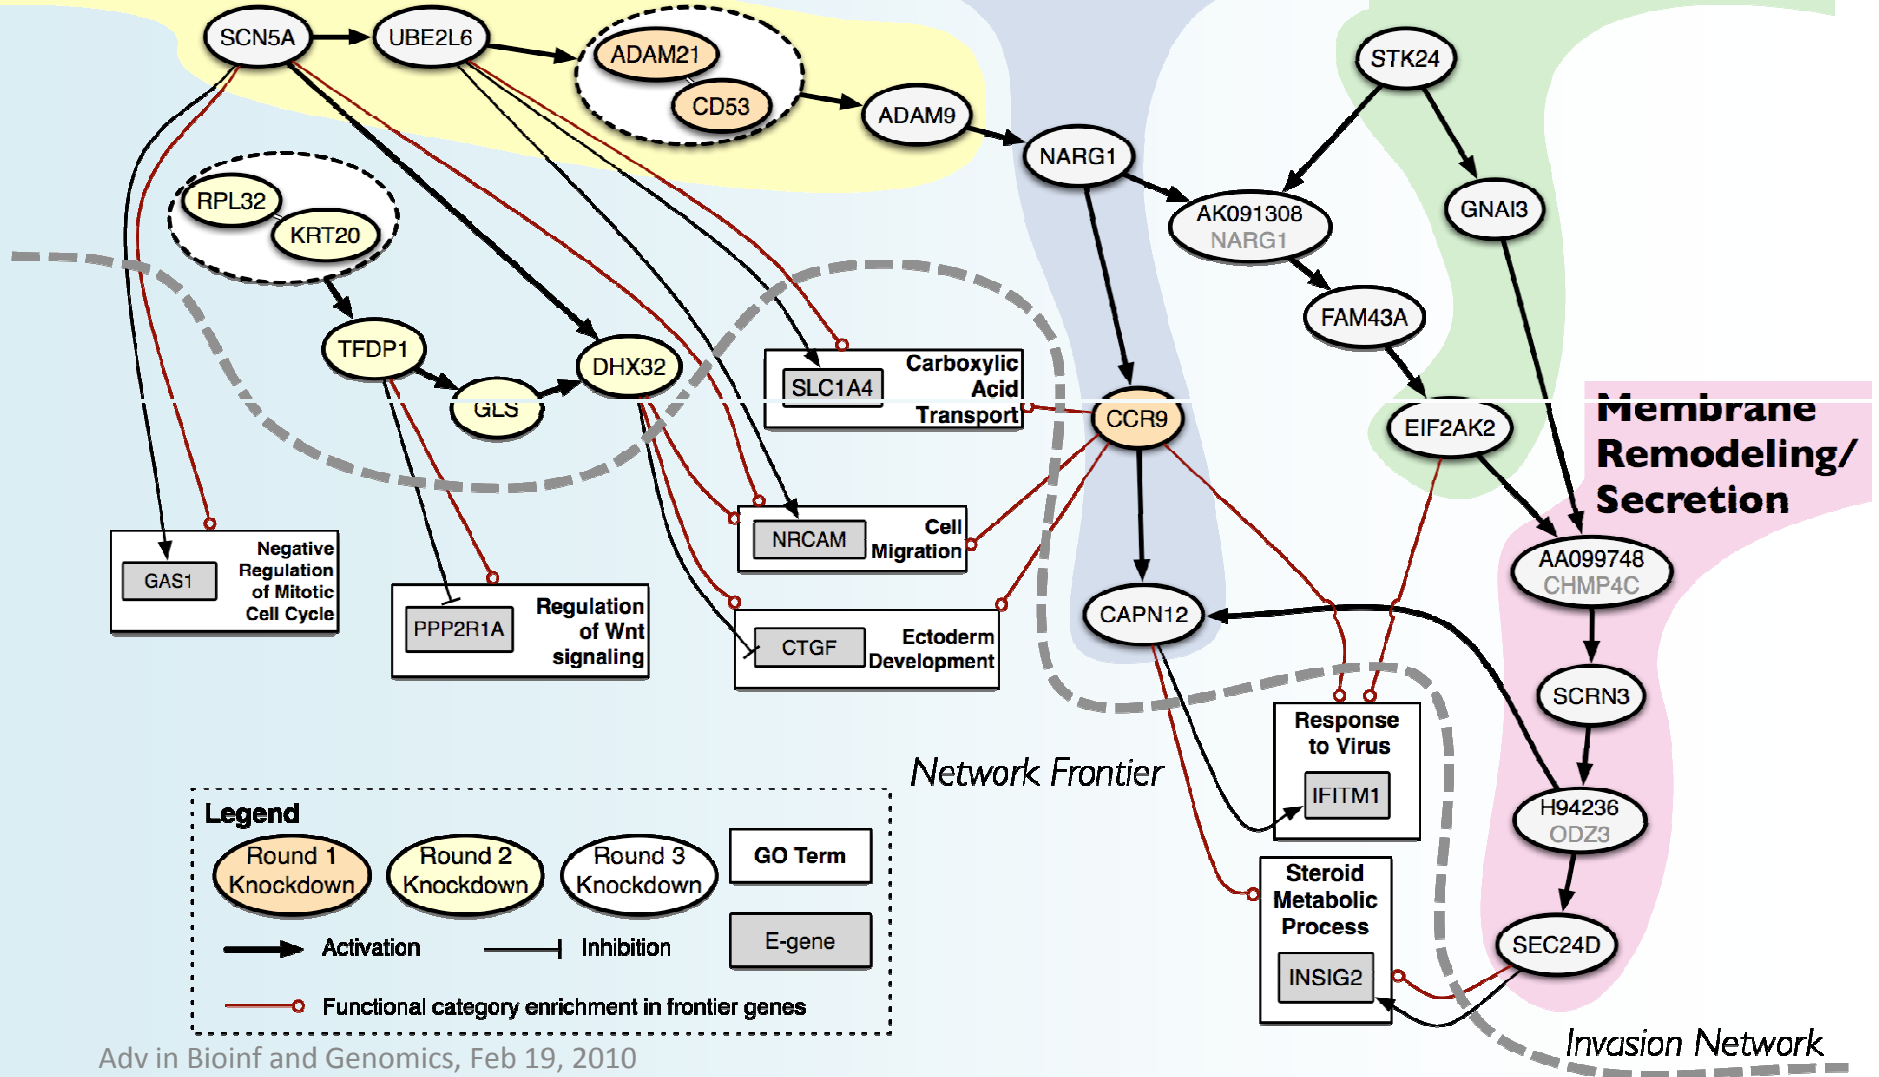 SCN5A
UBE2L6
ADAM21
CD53
ADAM9
STK24
NARG1
RPL32
KRT20
AK091308
NARG1
GNAI3
FAM43A
TFDP1
DHX32
GLS
SLC1A4
Carboxylic
Acid
Transport
CCR9
EIF2AK2
Membrane
Remodeling/
Secretion
NRCAM
Cell
Migration
GAS1
Negative
Regulation
of Mitotic
Cell Cycle
PPP2R1A
Regulation
of Wnt
signaling
CTGF
Ectoderm
Development
CAPN12
AA099748
CHMP4C
SCRN3
Response
to Virus
IFITM1
Network Frontier
H94236
ODZ3
Steroid
Metabolic
Process
INSIG2
SEC24D
Legend
Round 1
Knockdown
Round 2
Knockdown
Round 3
Knockdown
GO Term
E-gene
Activation
Inhibition
Functional category enrichment in frontier genes
Invasion Network
Adv in Bioinf and Genomics, Feb 19, 2010